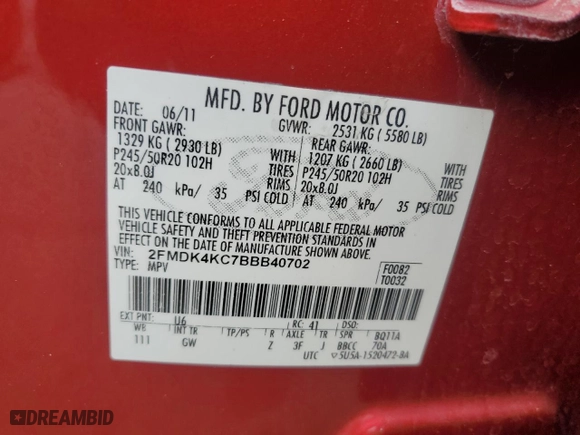 MFD. BY FORD MOTOR CO.
DATE: 06/11 GVWR: 2531 KG ( 5580 LB)
FRONT GAWR: REAR GAWR:
1329 KG ( 2930 LB) 1207 KG ( 2660 LB)
P245/50R20 102H TIRES P245/50R20 102H TIRES
20x8.0J RIMS 20x8.0J RIMS
AT 240 kPa/ 35 PSI COLD AT 240 kPa/ 35 PSI COLD
THIS VEHICLE CONFORMS TO ALL APPLICABLE FEDERAL MOTOR
VEHICLE SAFETY AND THEFT PREVENTION STANDARDS IN
EFFECT ON THE DATE OF MANUFACTURE SHOWN ABOVE.
VIN: 2FMDK4KC7BBB40702
TYPE: MPV
F0082
T0032
EXT PNT: U6 RC: 41 DSO:
WB INT TR TP/PS R AXLE TR SPR BQ11A
111 GW Z 3F J BBCC 70A
UTC 5U5A-1520472-BA
Ford
DREAMBID